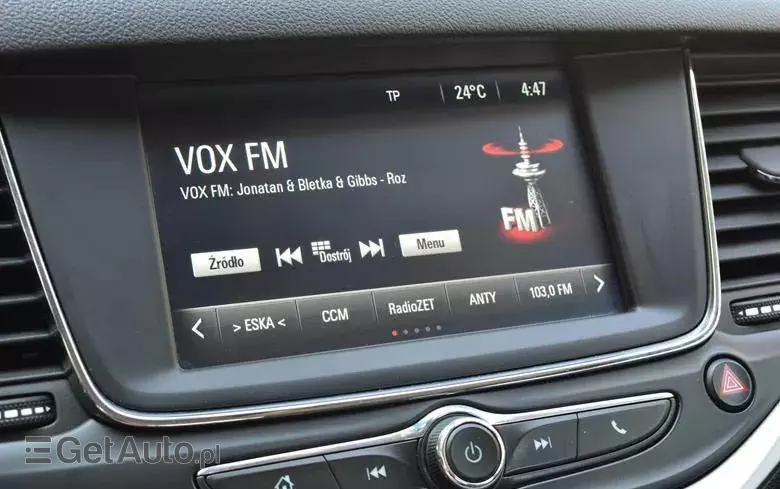 TP 24°C 4:47
VOX FM
VOX FM: Jonatan & Bletka & Gibbs - Roz
Źródło Dostrój Menu
FM
> ESKA < CCM RadioZET ANTY 103,0 FM
GetAuto.pl